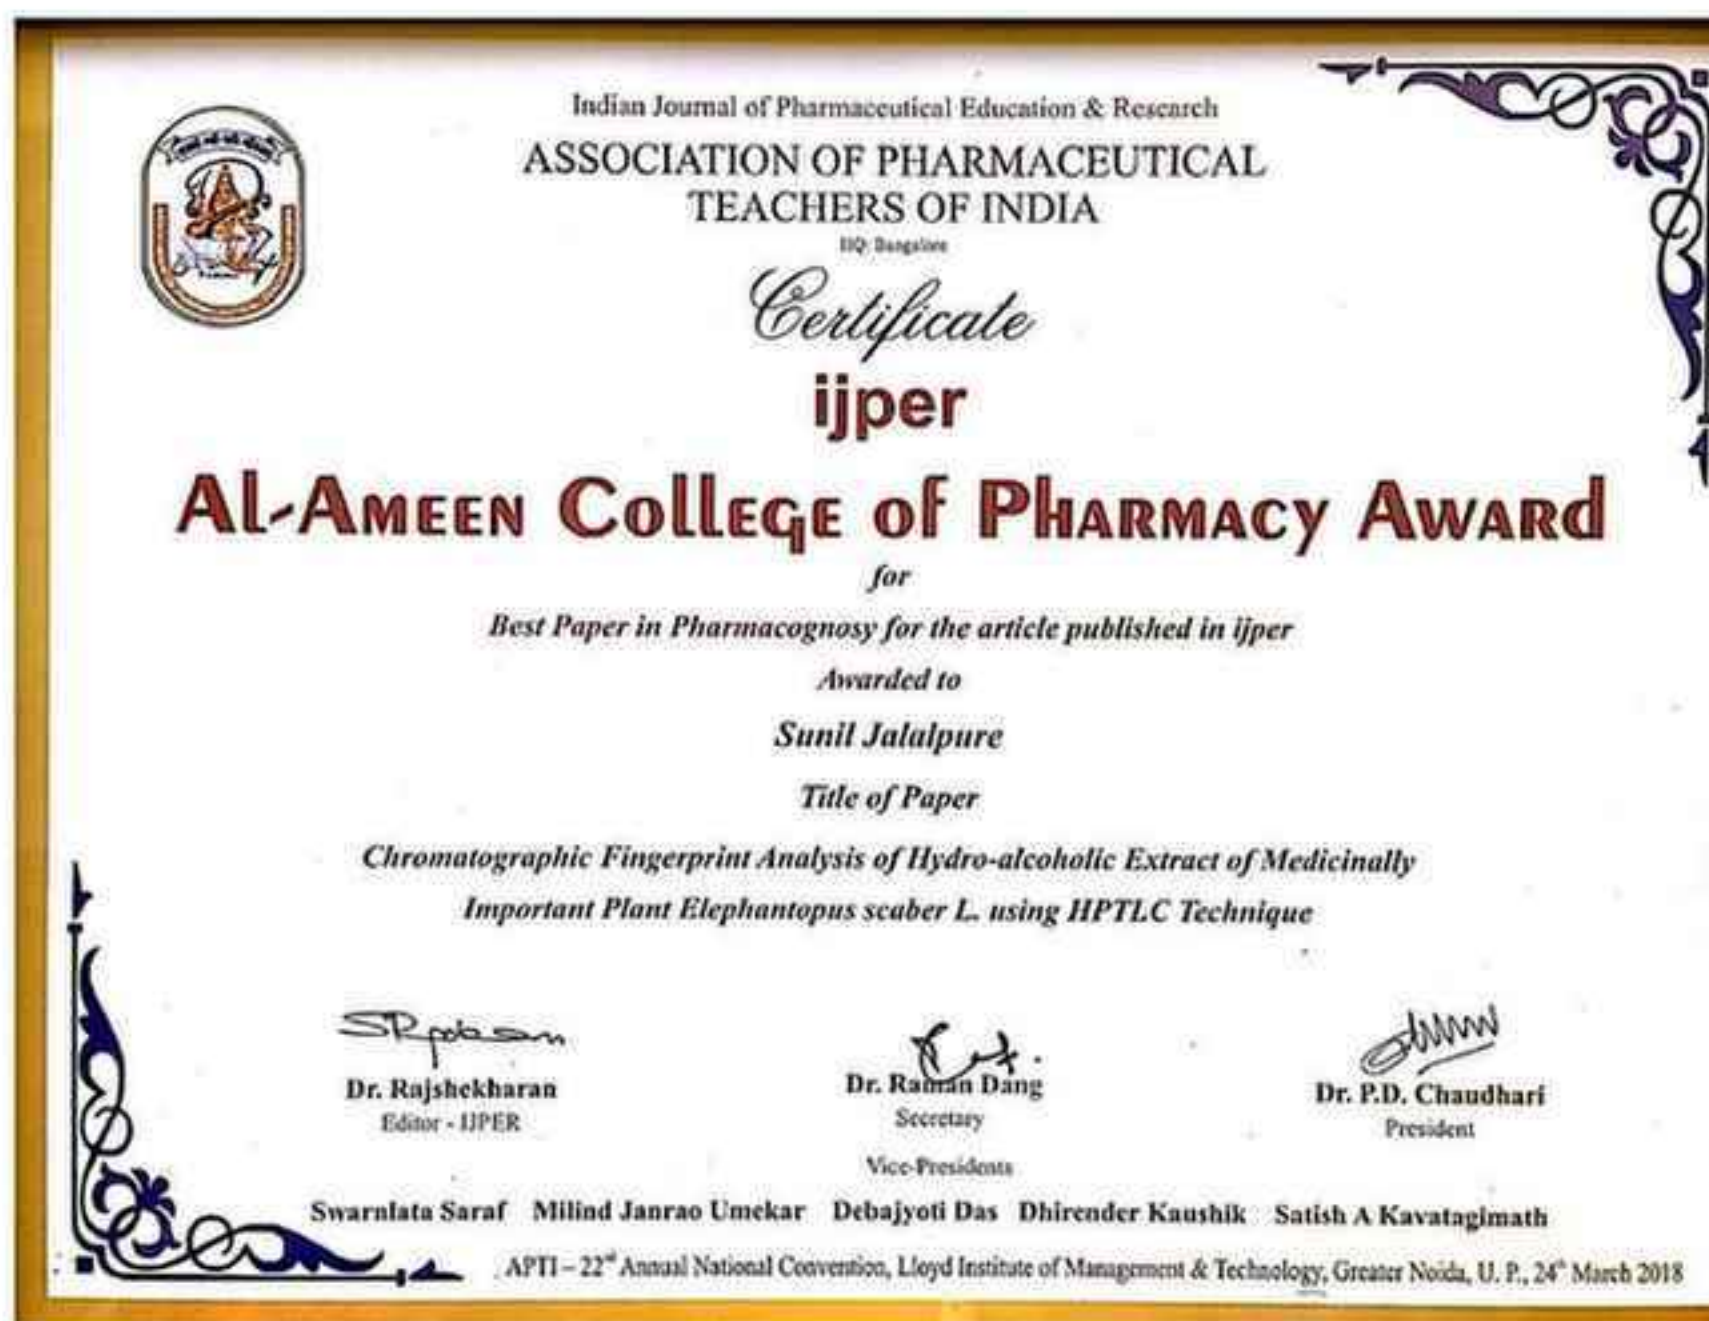 Indian Journal of Pharmaceutical Education & Research
ASSOCIATION OF PHARMACEUTICAL
TEACHERS OF INDIA
HQ: Bangalore
Certificate
ijper
Al-Ameen College of Pharmacy Award
for
Best Paper in Pharmacognosy for the article published in ijper
Awarded to
Sunil Jalalpure
Title of Paper
Chromatographic Fingerprint Analysis of Hydro-alcoholic Extract of Medicinally
Important Plant Elephantopus scaber L. using HPTLC Technique
Dr. Rajshekharan Dr. Raman Dang Dr. P.D. Chaudhari
Editor - IJPER Secretary President
Vice-Presidents
Swarnlata Saraf Milind Janrao Umekar Debajyoti Das Dhirender Kaushik Satish A Kavatagimath
APTI – 22nd Annual National Convention, Lloyd Institute of Management & Technology, Greater Noida, U. P., 24th March 2018